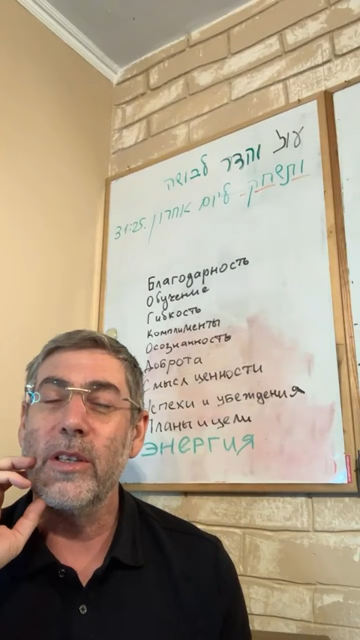 עוז והדר לבושה
ותשחק ליום אחרון 31:25.
Благодарность
Обучение
Гибкость
Комплименты
Осознанность
Доброта
Смысл ценности
Успехи и убеждения
Планы и цели
ЭНЕРГИЯ